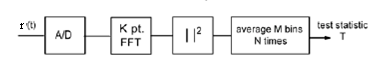 r'(t)
A/D
K pt.
FFT
| |²
average M bins
N times
test statistic
T